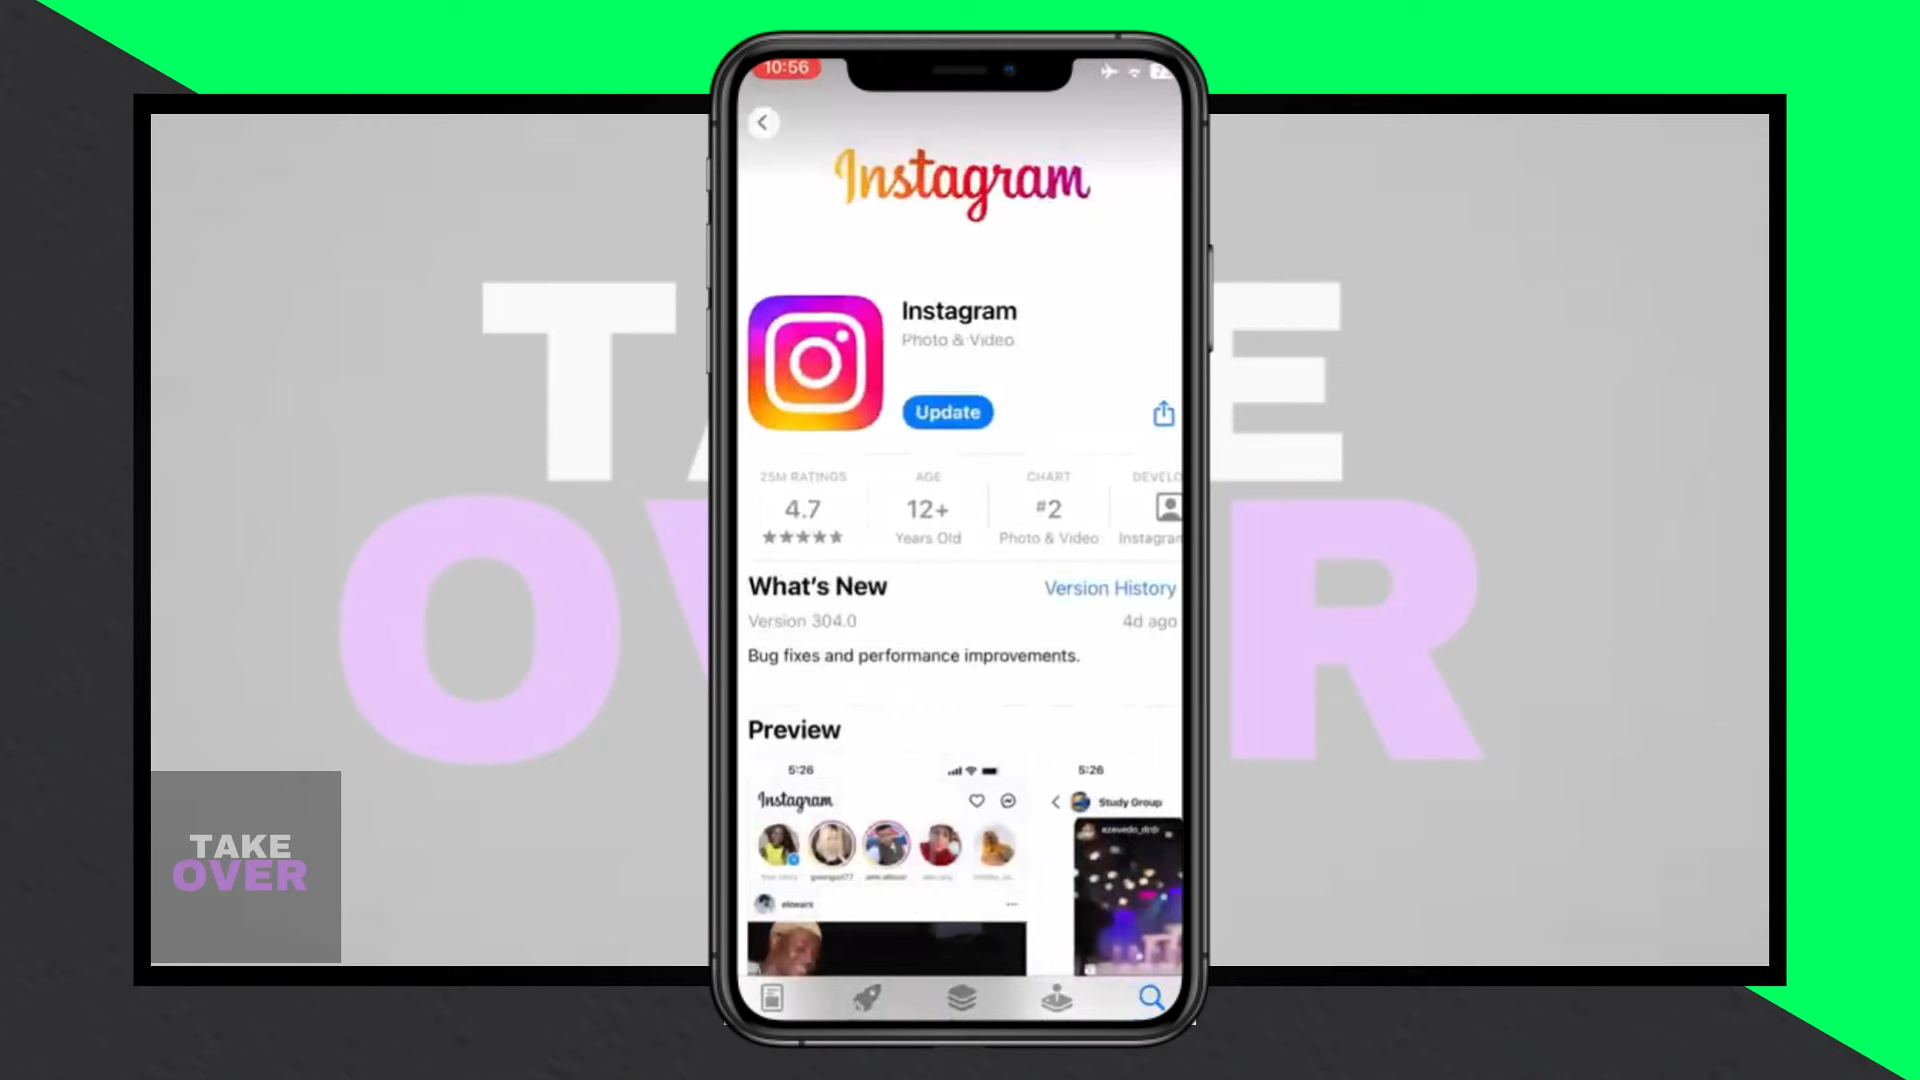 10:56
Instagram
Instagram
Photo & Video
Update
25M RATINGS
AGE
CHART
DEVELO
4.7
12+
#2
Years Old
Photo & Video
Instagram
What's New
Version History
Version 304.0
4d ago
Bug fixes and performance improvements.
Preview
5:26
5:26
Instagram
Study Group
TAKE
OVER